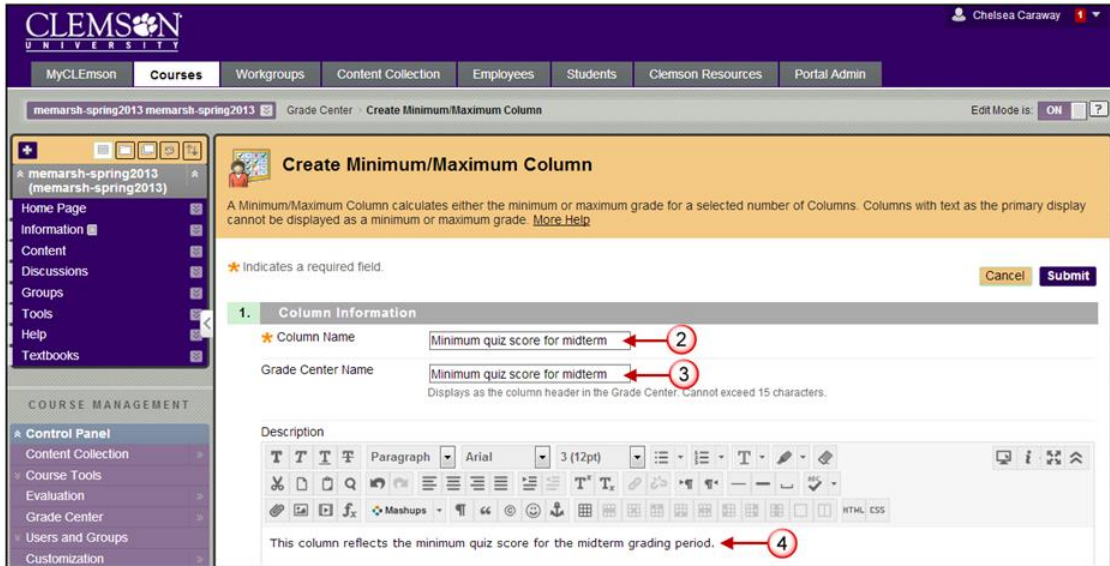 CLEMSON
UNIVERSITY
Chelsea Caraway 1
MyCLEmson Courses Workgroups Content Collection Employees Students Clemson Resources Portal Admin
memarsh-spring2013 memarsh-spring2013 Grade Center Create Minimum/Maximum Column Edit Mode is: ON ?
memarsh-spring2013
(memarsh-spring2013)
Home Page
Information
Content
Discussions
Groups
Tools
Help
Textbooks
COURSE MANAGEMENT
Control Panel
Content Collection
Course Tools
Evaluation
Grade Center
Users and Groups
Customization
Create Minimum/Maximum Column
A Minimum/Maximum Column calculates either the minimum or maximum grade for a selected number of Columns. Columns with text as the primary display
cannot be displayed as a minimum or maximum grade. More Help
Indicates a required field.
Cancel Submit
1. Column Information
Column Name Minimum quiz score for midterm 2
Grade Center Name Minimum quiz score for midterm 3
Displays as the column header in the Grade Center. Cannot exceed 15 characters.
Description
T T T T Paragraph Arial 3 (12pt) T
T T ABC
fx Mashups HTML CSS
This column reflects the minimum quiz score for the midterm grading period. 4